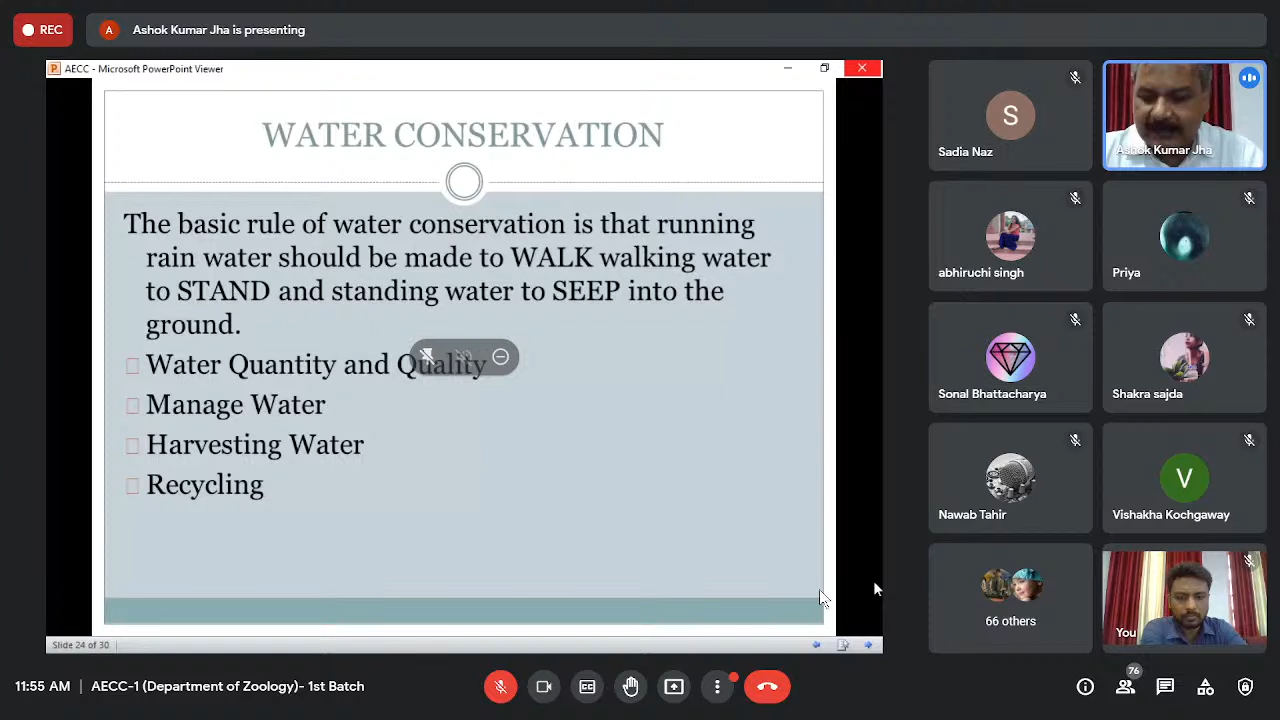 REC
A
Ashok Kumar Jha is presenting
P AECC - Microsoft PowerPoint Viewer
WATER CONSERVATION
The basic rule of water conservation is that running
rain water should be made to WALK walking water
to STAND and standing water to SEEP into the
ground.
Water Quantity and Quality
Manage Water
Harvesting Water
Recycling
Slide 24 of 30
S
Sadia Naz
Ashok Kumar Jha
abhiruchi singh
Priya
Sonal Bhattacharya
Shakra sajda
Nawab Tahir
V
Vishakha Kochgaway
66 others
You
11:55 AM | AECC-1 (Department of Zoology)- 1st Batch
76